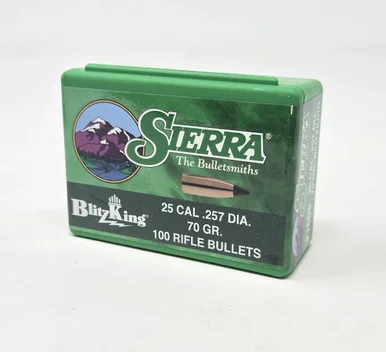 SIERRA®
The Bulletsmiths
BlitzKing
25 CAL .257 DIA.
70 GR.
100 RIFLE BULLETS